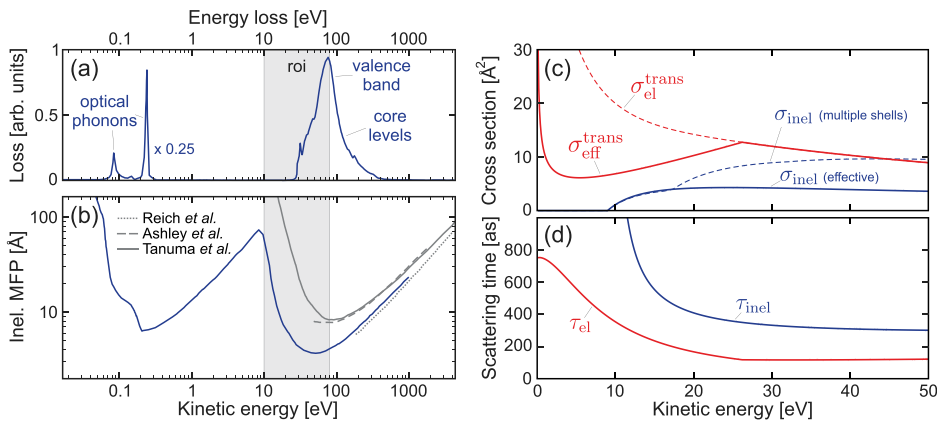 Energy loss [eV]
0.1 1 10 100 1000
Loss [arb. units]
1
0.5
0
(a)
roi
valence
band
core
levels
optical
phonons
x 0.25
(b)
Reich et al.
Ashley et al.
Tanuma et al.
Inel. MFP [Å]
100
10
0.1 1 10 100 1000
Kinetic energy [eV]
Cross section [Å²]
30
20
10
0
(c)
σ_el^trans
σ_eff^trans
σ_inel (multiple shells)
σ_inel (effective)
(d)
Scattering time [as]
800
600
400
200
0
τ_el
τ_inel
0 10 20 30 40 50
Kinetic energy [eV]